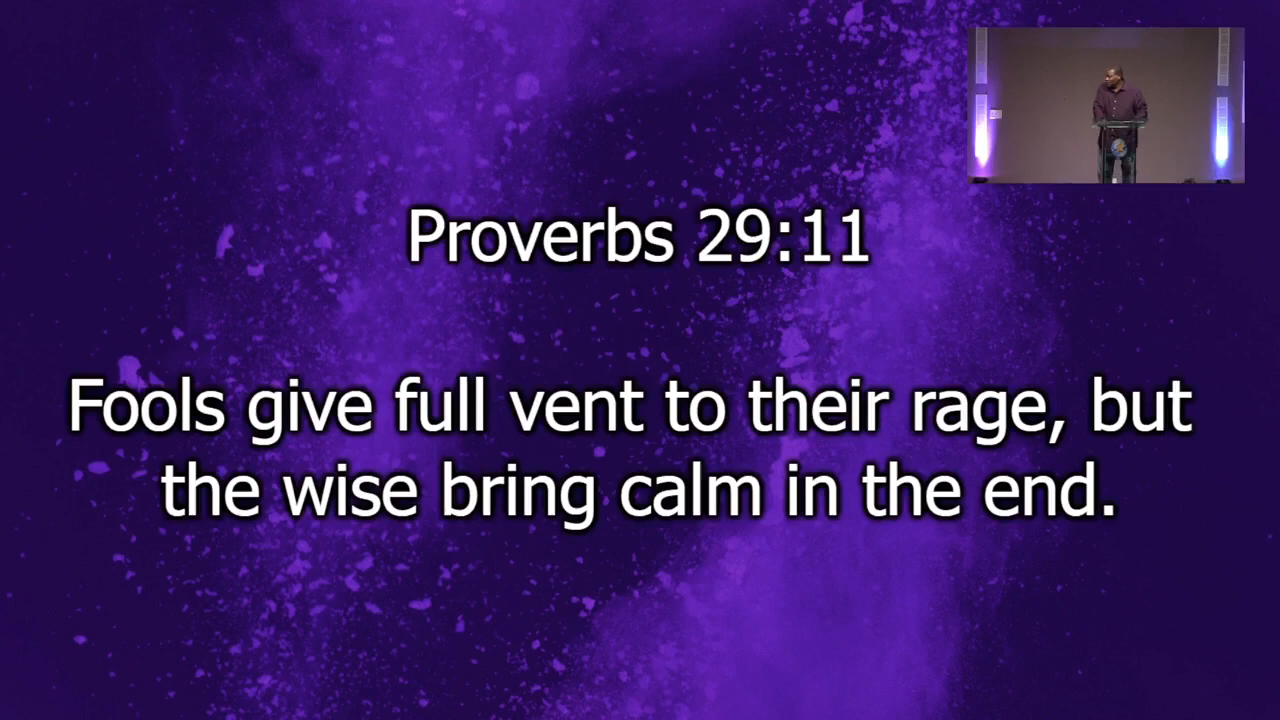 Proverbs 29:11
Fools give full vent to their rage, but
the wise bring calm in the end.